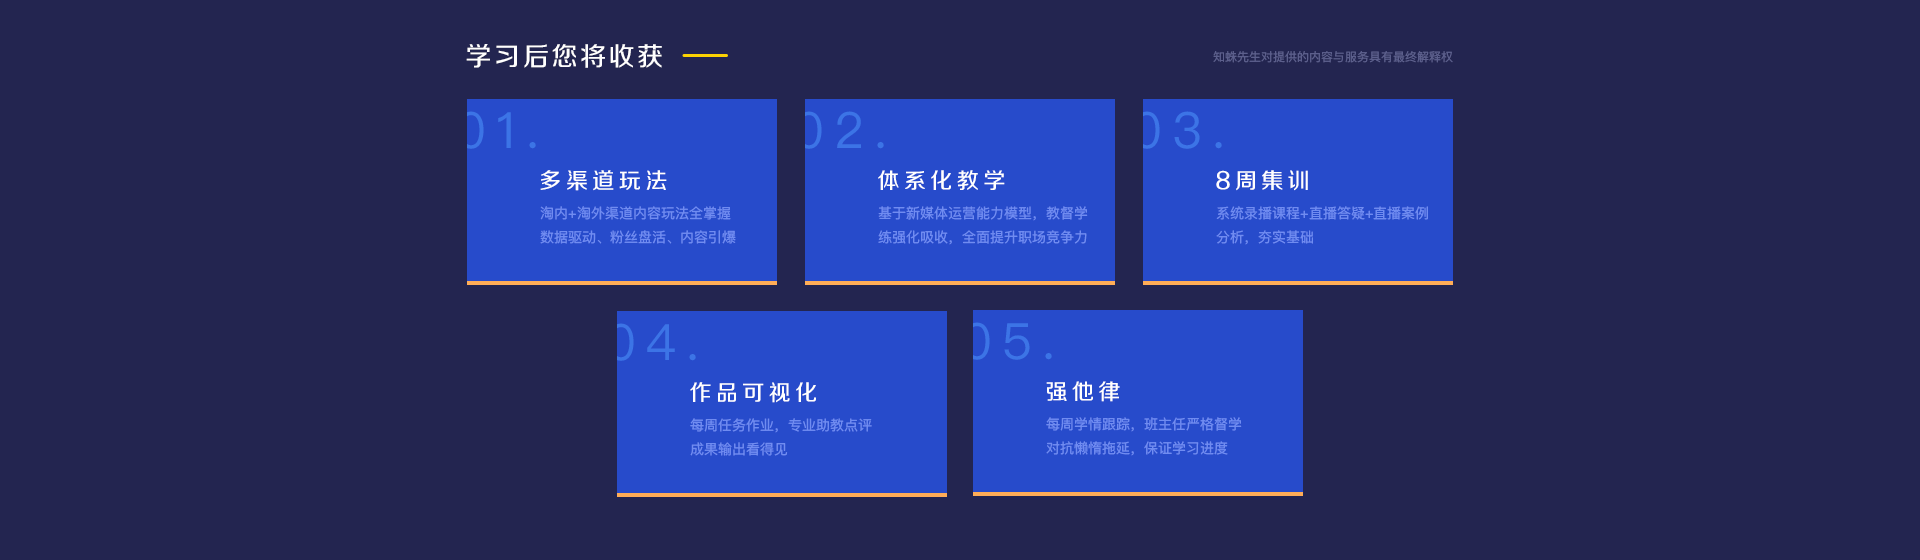 学习后您将收获
知蛛先生对提供的内容与服务具有最终解释权
01.
多渠道玩法
淘内+淘外渠道内容玩法全掌握
数据驱动、粉丝盘活、内容引爆
02.
体系化教学
基于新媒体运营能力模型，教督学
练强化吸收，全面提升职场竞争力
03.
8周集训
系统录播课程+直播答疑+直播案例
分析，夯实基础
04.
作品可视化
每周任务作业，专业助教点评
成果输出看得见
05.
强他律
每周学情跟踪，班主任严格督学
对抗懒惰拖延，保证学习进度